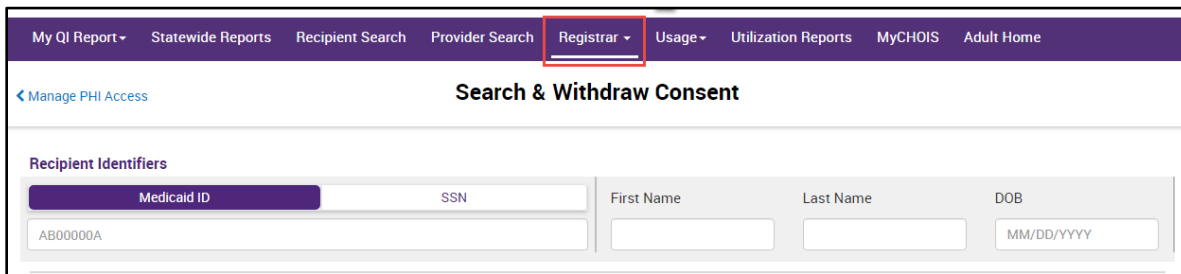 My QI Report Statewide Reports Recipient Search Provider Search Registrar Usage Utilization Reports MyCHOIS Adult Home
Manage PHI Access Search & Withdraw Consent
Recipient Identifiers
Medicaid ID SSN First Name Last Name DOB
AB00000A MM/DD/YYYY